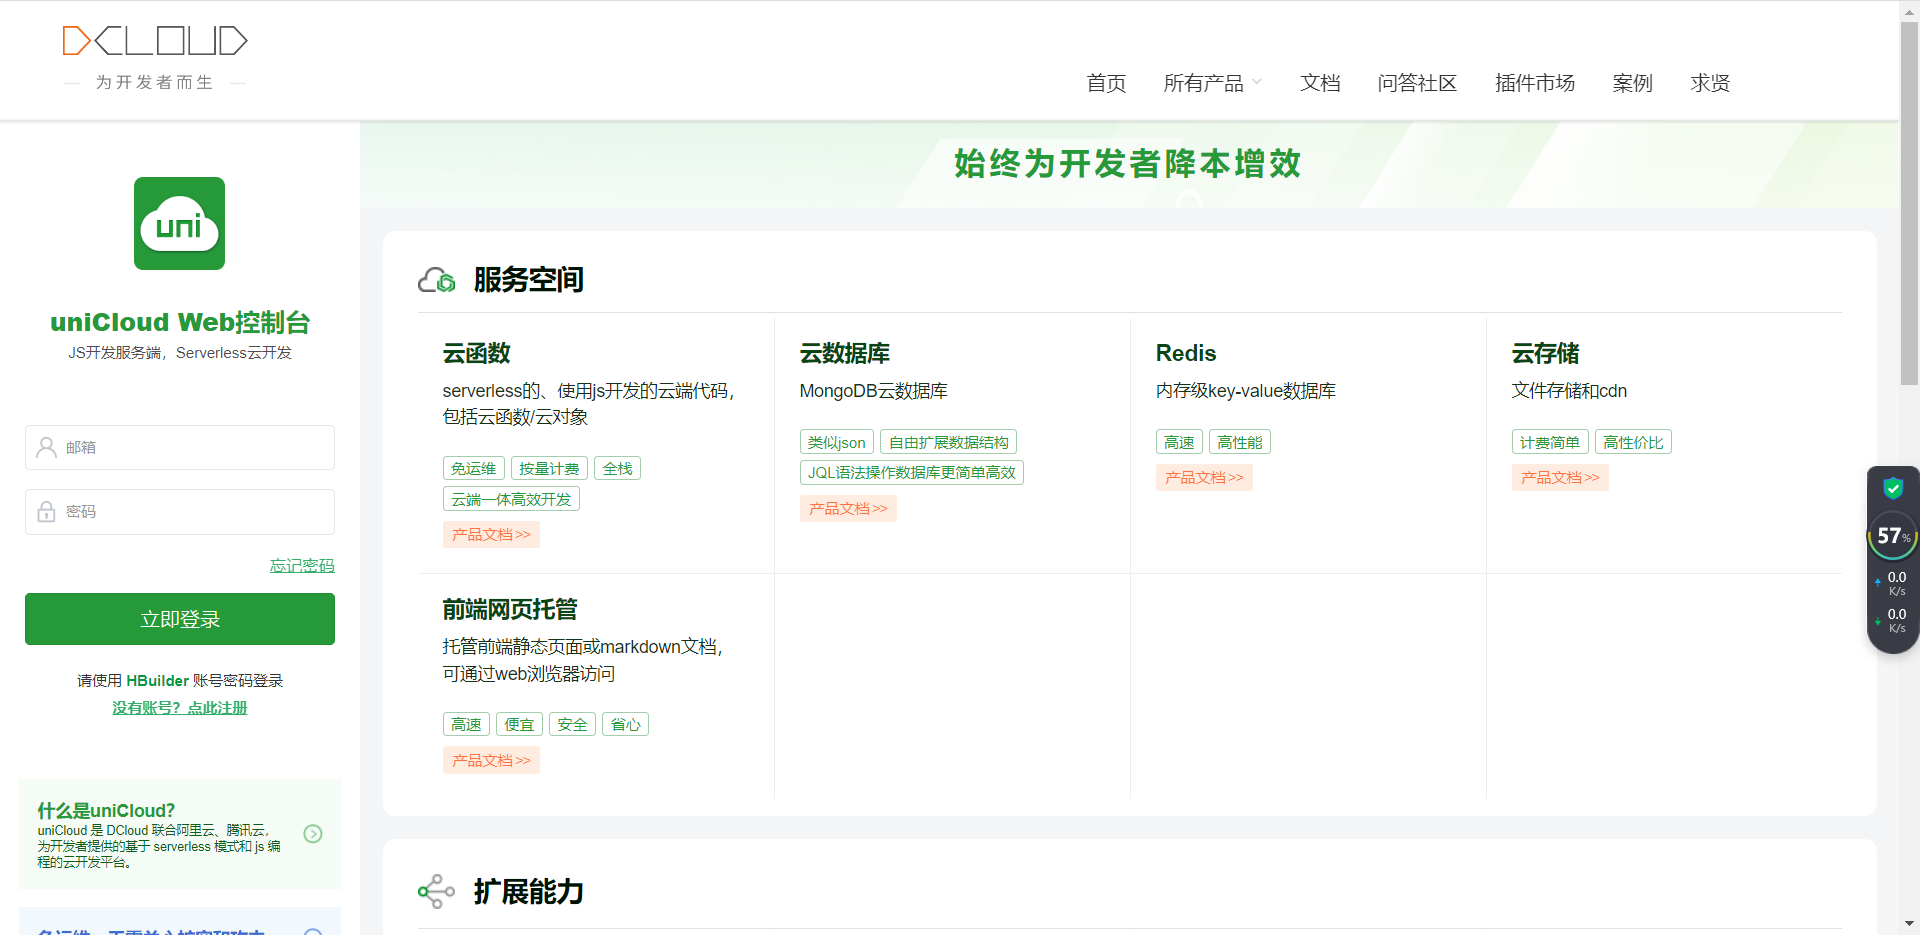 DCLOUD
为开发者而生
首页
所有产品
文档
问答社区
插件市场
案例
求贤
uni
uniCloud Web控制台
JS开发服务端，Serverless云开发
邮箱
密码
忘记密码
立即登录
请使用 HBuilder 账号密码登录
没有账号？点此注册
什么是uniCloud?
uniCloud 是 DCloud 联合阿里云、腾讯云，
为开发者提供的基于 serverless 模式和 js 编
程的云开发平台。
始终为开发者降本增效
服务空间
云函数
serverless的、使用js开发的云端代码，
包括云函数/云对象
免运维 按量计费 全栈
云端一体高效开发
产品文档>>
云数据库
MongoDB云数据库
类似json 自由扩展数据结构
JQL语法操作数据库更简单高效
产品文档>>
Redis
内存级key-value数据库
高速 高性能
产品文档>>
云存储
文件存储和cdn
计费简单 高性价比
产品文档>>
前端网页托管
托管前端静态页面或markdown文档，
可通过web浏览器访问
高速 便宜 安全 省心
产品文档>>
扩展能力
57%
0.0
K/s
0.0
K/s